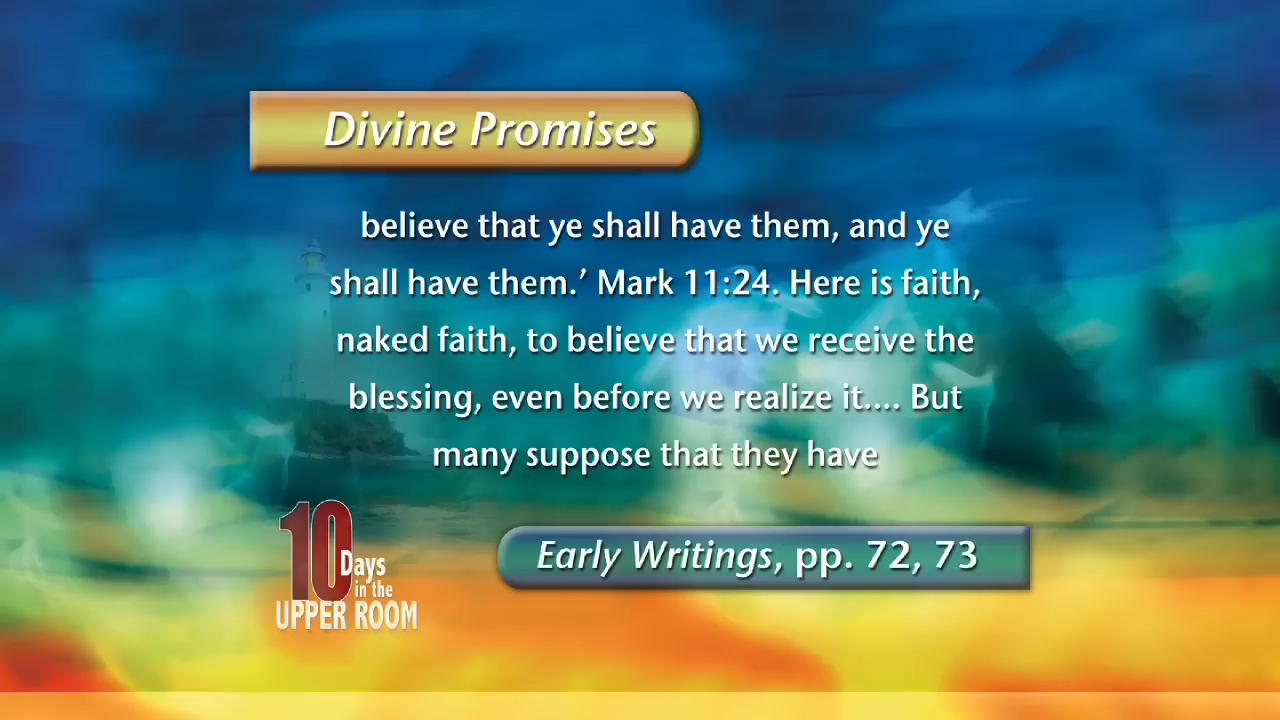 Divine Promises
believe that ye shall have them, and ye
shall have them.’ Mark 11:24. Here is faith,
naked faith, to believe that we receive the
blessing, even before we realize it.... But
many suppose that they have
10
Days
in the
UPPER ROOM
Early Writings, pp. 72, 73